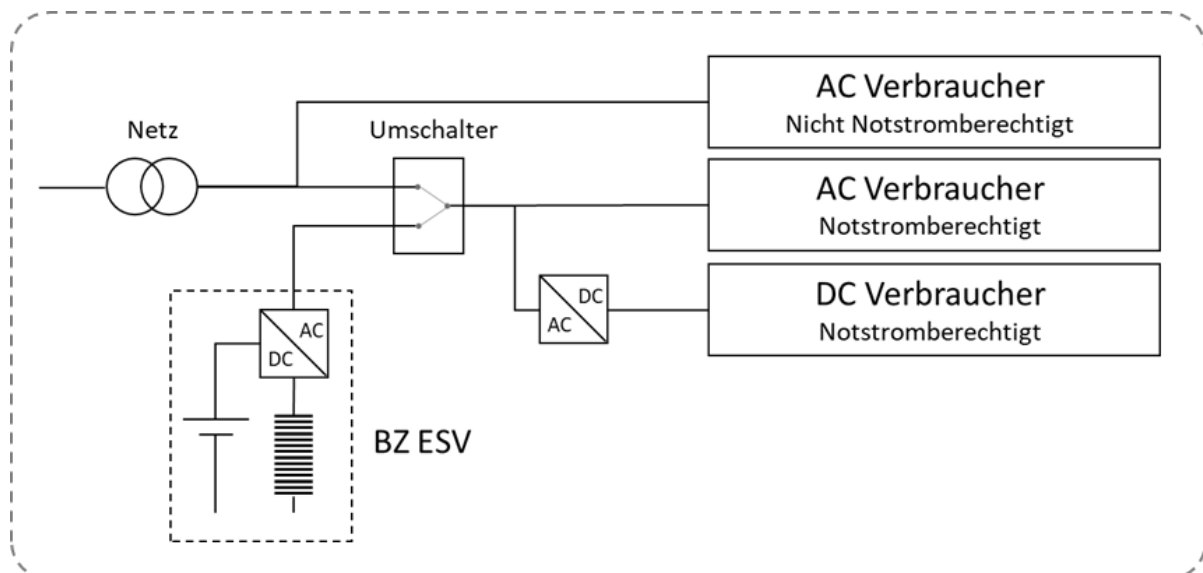 AC Verbraucher
Nicht Notstromberechtigt
Netz
Umschalter
AC Verbraucher
Notstromberechtigt
DC Verbraucher
Notstromberechtigt
DC
AC
AC
DC
BZ ESV